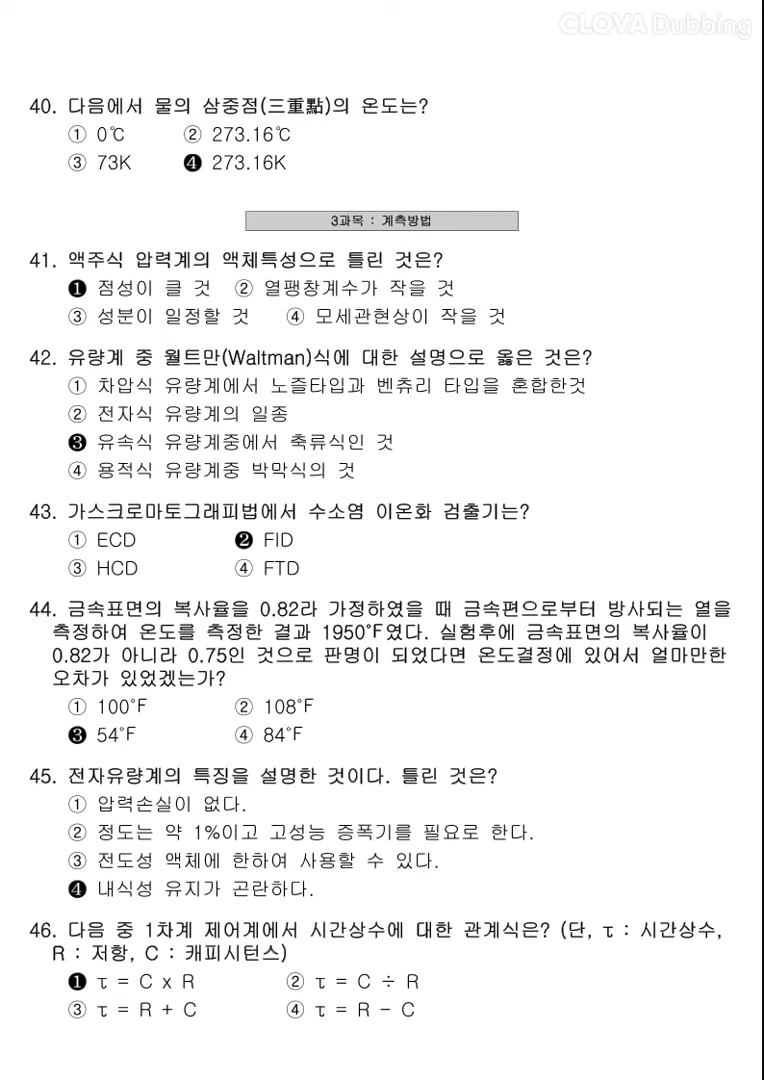 CLOVA Dubbing
40. 다음에서 물의 삼중점(三重點)의 온도는?
① 0℃ ② 273.16℃
③ 73K ❹ 273.16K
3과목 : 계측방법
41. 액주식 압력계의 액체특성으로 틀린 것은?
❶ 점성이 클 것 ② 열팽창계수가 작을 것
③ 성분이 일정할 것 ④ 모세관현상이 작을 것
42. 유량계 중 월트만(Waltman)식에 대한 설명으로 옳은 것은?
① 차압식 유량계에서 노즐타입과 벤츄리 타입을 혼합한것
② 전자식 유량계의 일종
❸ 유속식 유량계중에서 축류식인 것
④ 용적식 유량계중 박막식의 것
43. 가스크로마토그래피법에서 수소염 이온화 검출기는?
① ECD ❷ FID
③ HCD ④ FTD
44. 금속표면의 복사율을 0.82라 가정하였을 때 금속편으로부터 방사되는 열을
측정하여 온도를 측정한 결과 1950°F였다. 실험후에 금속표면의 복사율이
0.82가 아니라 0.75인 것으로 판명이 되었다면 온도결정에 있어서 얼마만한
오차가 있었겠는가?
① 100°F ② 108°F
❸ 54°F ④ 84°F
45. 전자유량계의 특징을 설명한 것이다. 틀린 것은?
① 압력손실이 없다.
② 정도는 약 1%이고 고성능 증폭기를 필요로 한다.
③ 전도성 액체에 한하여 사용할 수 있다.
❹ 내식성 유지가 곤란하다.
46. 다음 중 1차계 제어계에서 시간상수에 대한 관계식은? (단, τ : 시간상수,
R : 저항, C : 캐피시턴스)
❶ τ = C x R ② τ = C ÷ R
③ τ = R + C ④ τ = R - C